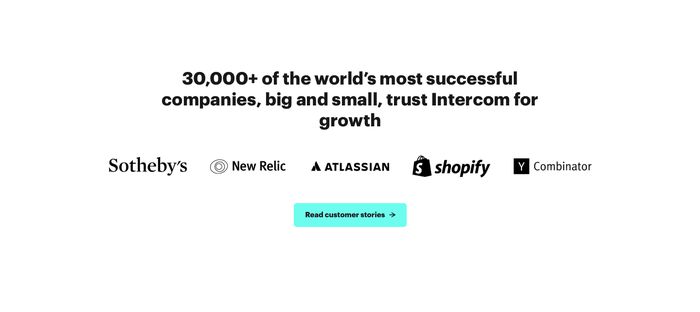 30,000+ of the world's most successful
companies, big and small, trust Intercom for
growth
Sotheby's New Relic ATLASSIAN shopify Y Combinator
Read customer stories →